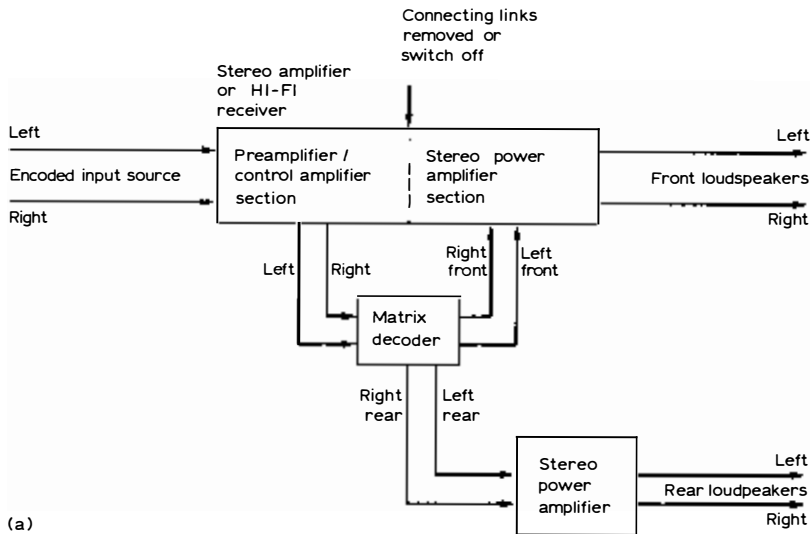 Connecting links
removed or
switch off
Stereo amplifier
or HI-FI
receiver
Left
Encoded input source
Right
Preamplifier /
control amplifier
section
Stereo power
amplifier
section
Left
Front loudspeakers
Right
Left
Right
Right
front
Left
front
Matrix
decoder
Right
rear
Left
rear
Stereo
power
amplifier
Left
Rear loudpeakers
Right
(a)